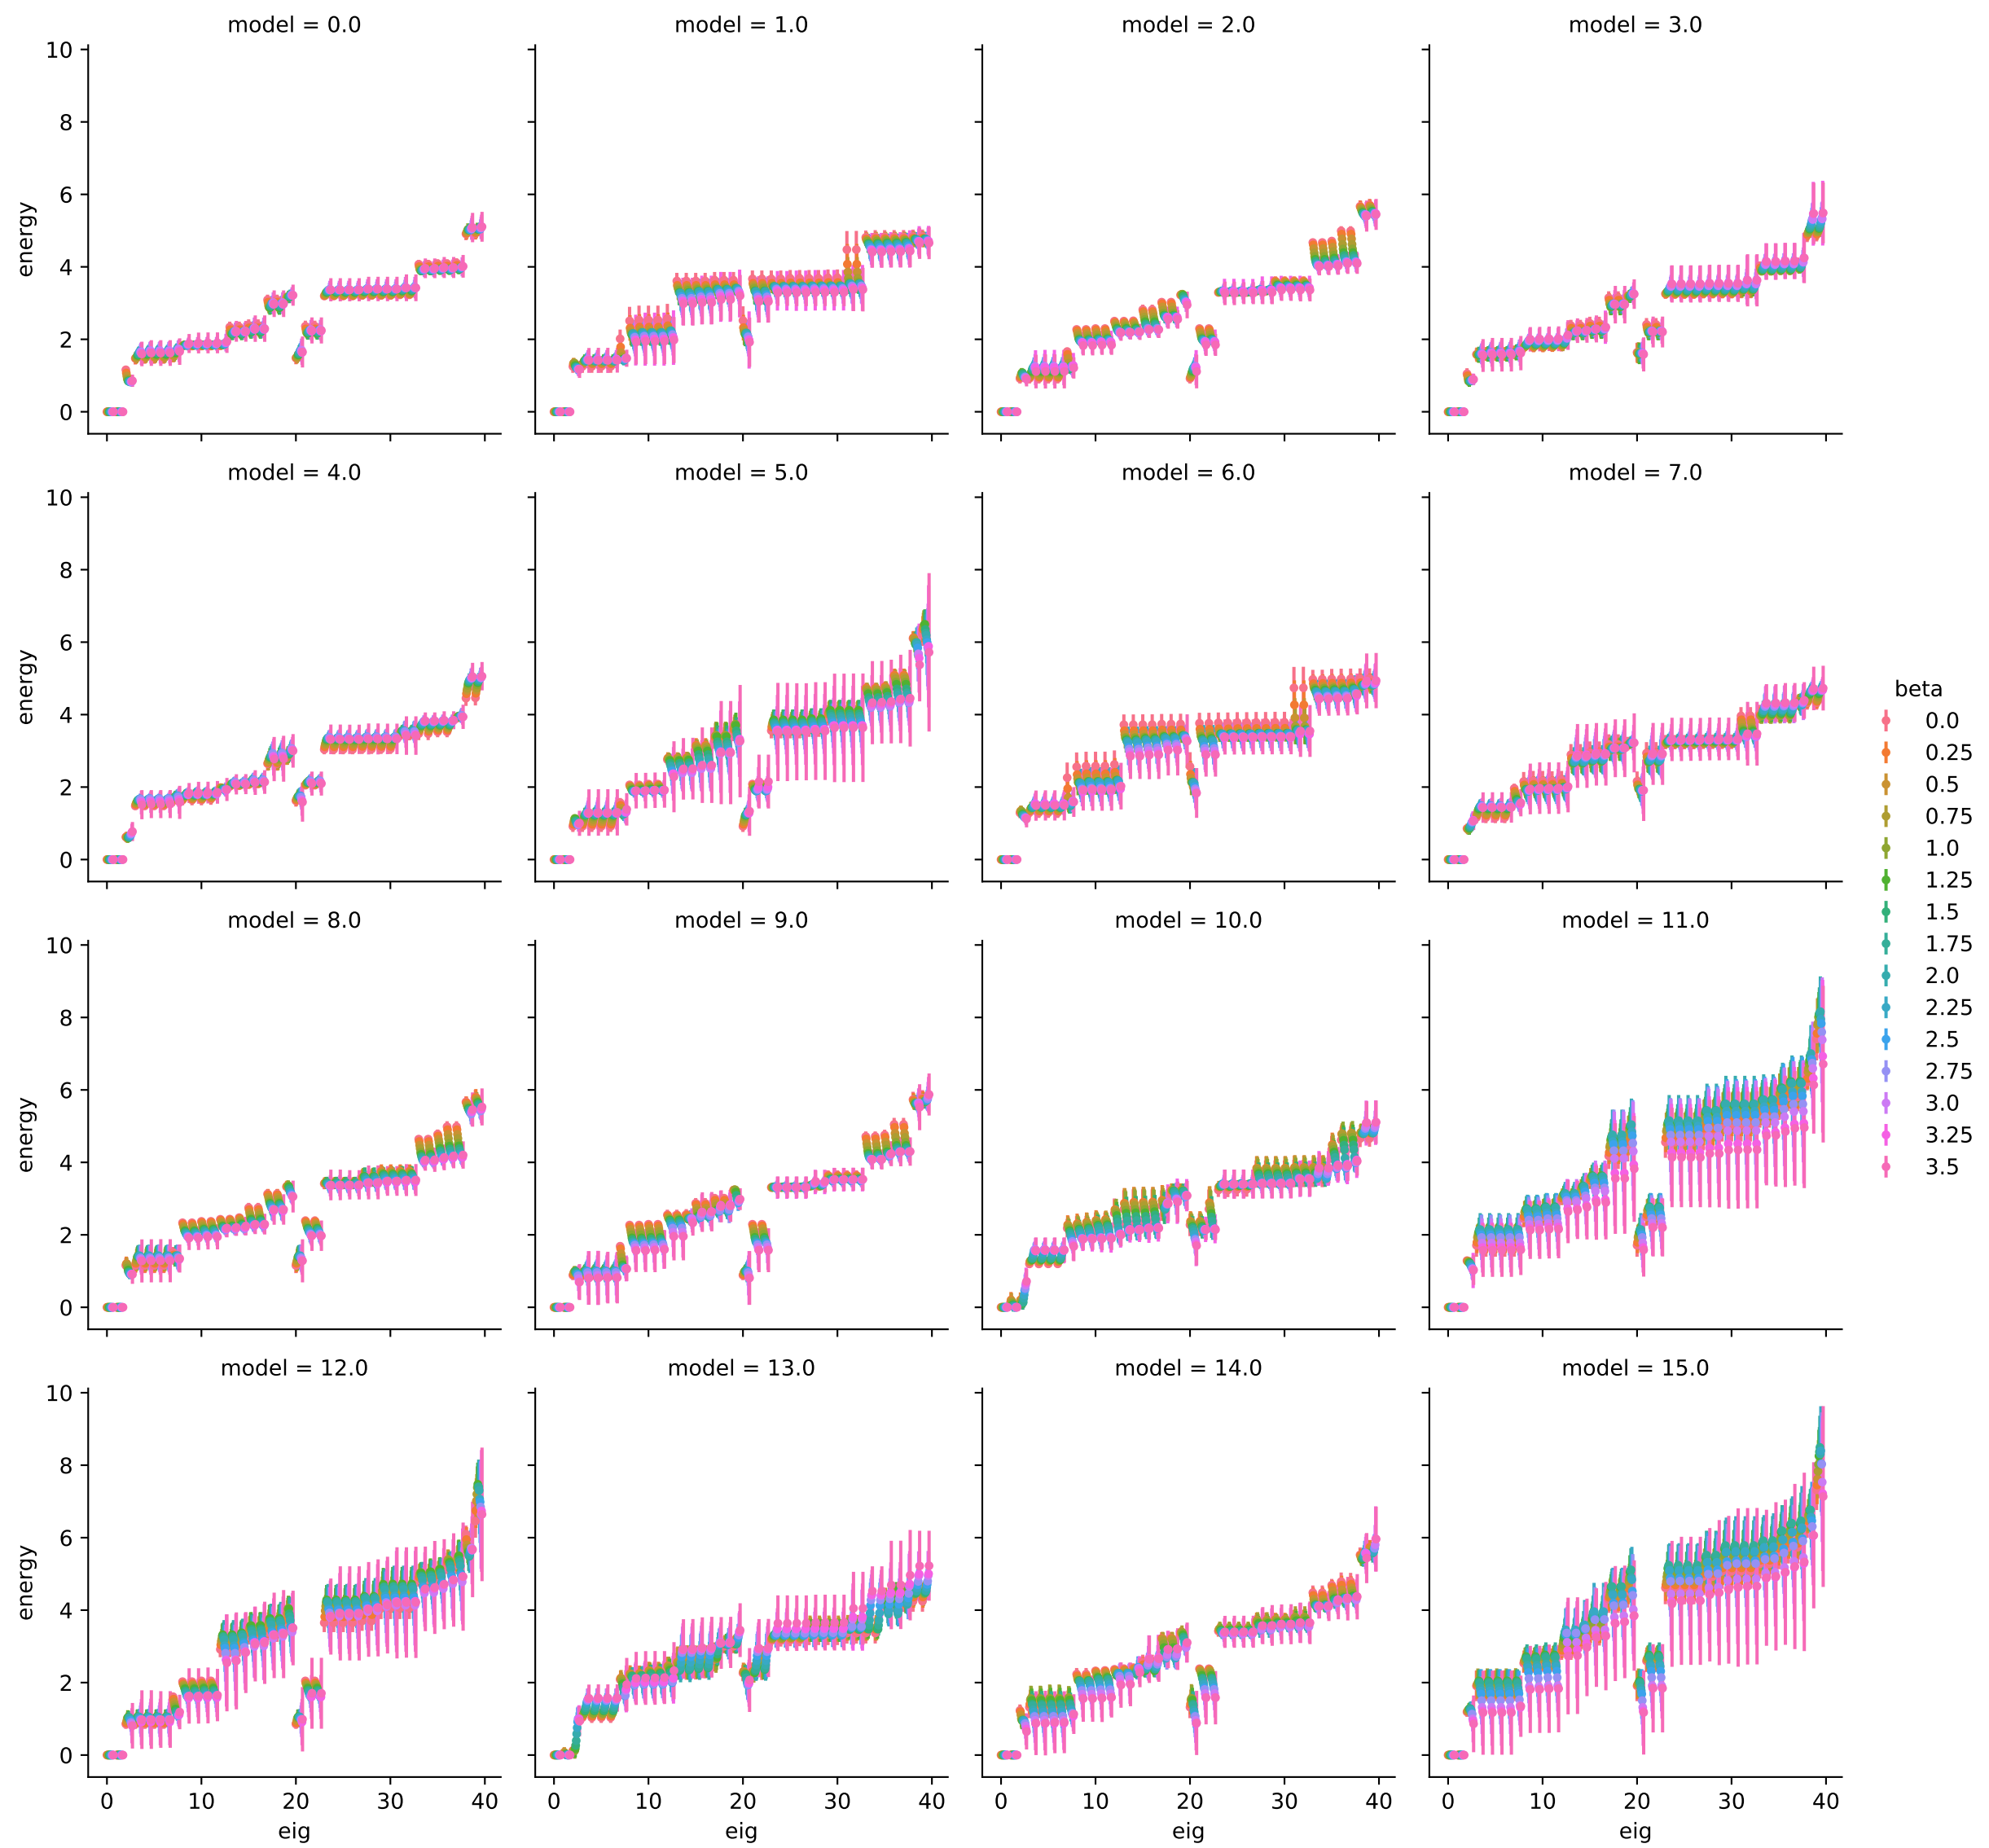 model = 0.0
model = 1.0
model = 2.0
model = 3.0
10
8
6
4
2
0
energy
model = 4.0
model = 5.0
model = 6.0
model = 7.0
10
8
6
4
2
0
energy
model = 8.0
model = 9.0
model = 10.0
model = 11.0
10
8
6
4
2
0
energy
model = 12.0
model = 13.0
model = 14.0
model = 15.0
10
8
6
4
2
0
energy
0 10 20 30 40
eig
0 10 20 30 40
eig
0 10 20 30 40
eig
0 10 20 30 40
eig
beta
0.0
0.25
0.5
0.75
1.0
1.25
1.5
1.75
2.0
2.25
2.5
2.75
3.0
3.25
3.5